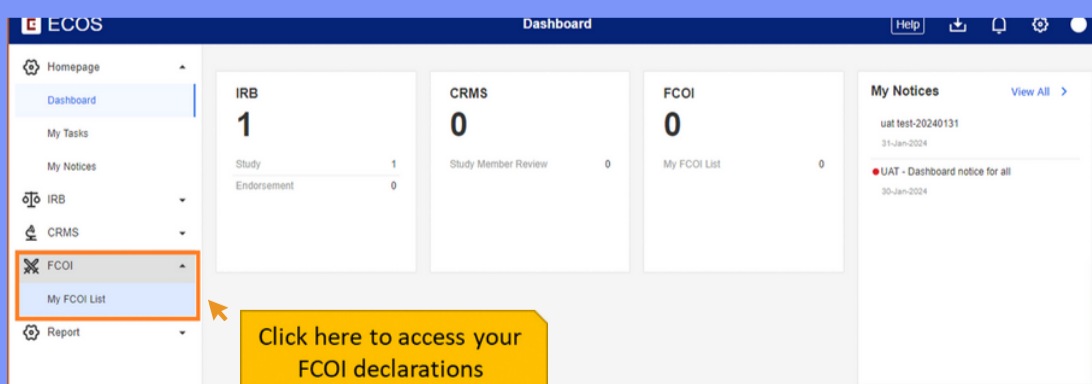 ECOS
Dashboard
Help
Homepage
Dashboard
My Tasks
My Notices
IRB
CRMS
FCOI
My FCOI List
Report
IRB
1
Study 1
Endorsement 0
CRMS
0
Study Member Review 0
FCOI
0
My FCOI List 0
My Notices View All >
uat test-20240131
31-Jan-2024
UAT - Dashboard notice for all
30-Jan-2024
Click here to access your
FCOI declarations